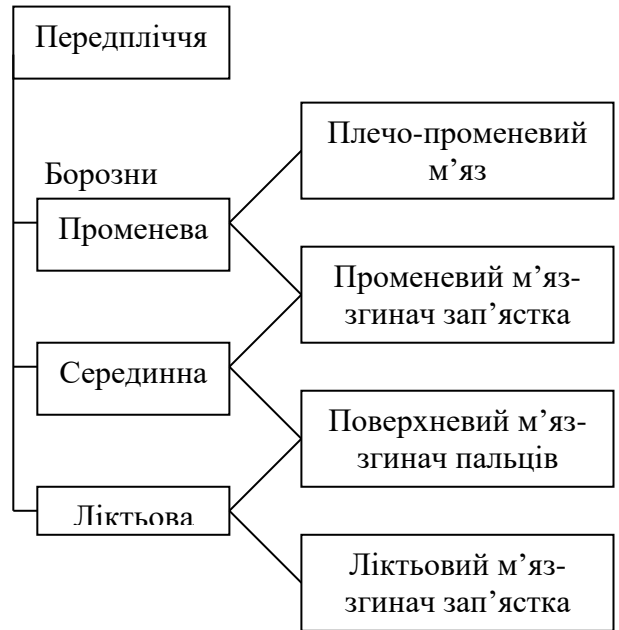 Передпліччя
Борозни
Променева
Серединна
Ліктьова
Плечо-променевий
м’яз
Променевий м’яз-
згинач зап’ястка
Поверхневий м’яз-
згинач пальців
Ліктьовий м’яз-
згинач зап’ястка